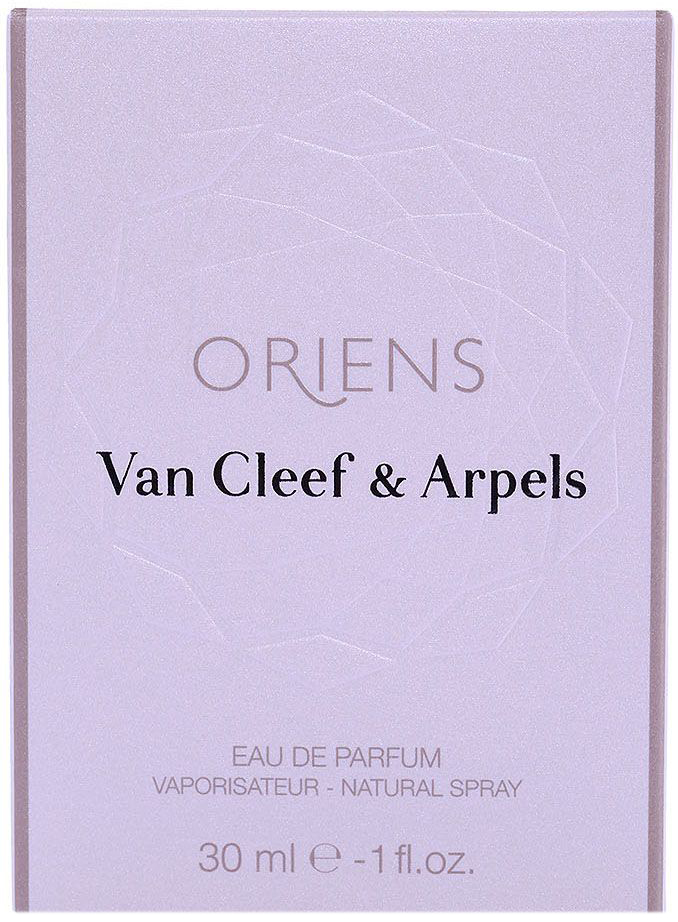 ORIENS
Van Cleef & Arpels
EAU DE PARFUM
VAPORISATEUR - NATURAL SPRAY
30 ml ℮ -1 fl.oz.